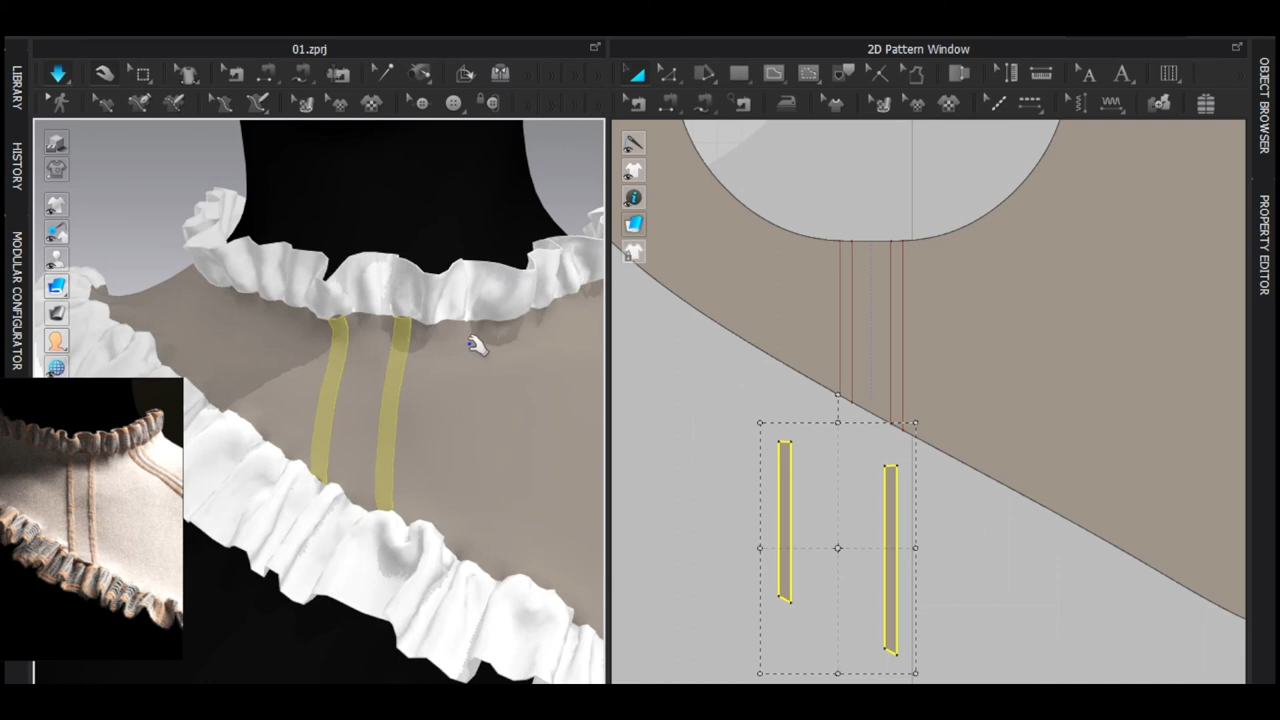 01.zprj
2D Pattern Window
LIBRARY
HISTORY
MODULAR CONFIGURATOR
OBJECT BROWSER
PROPERTY EDITOR